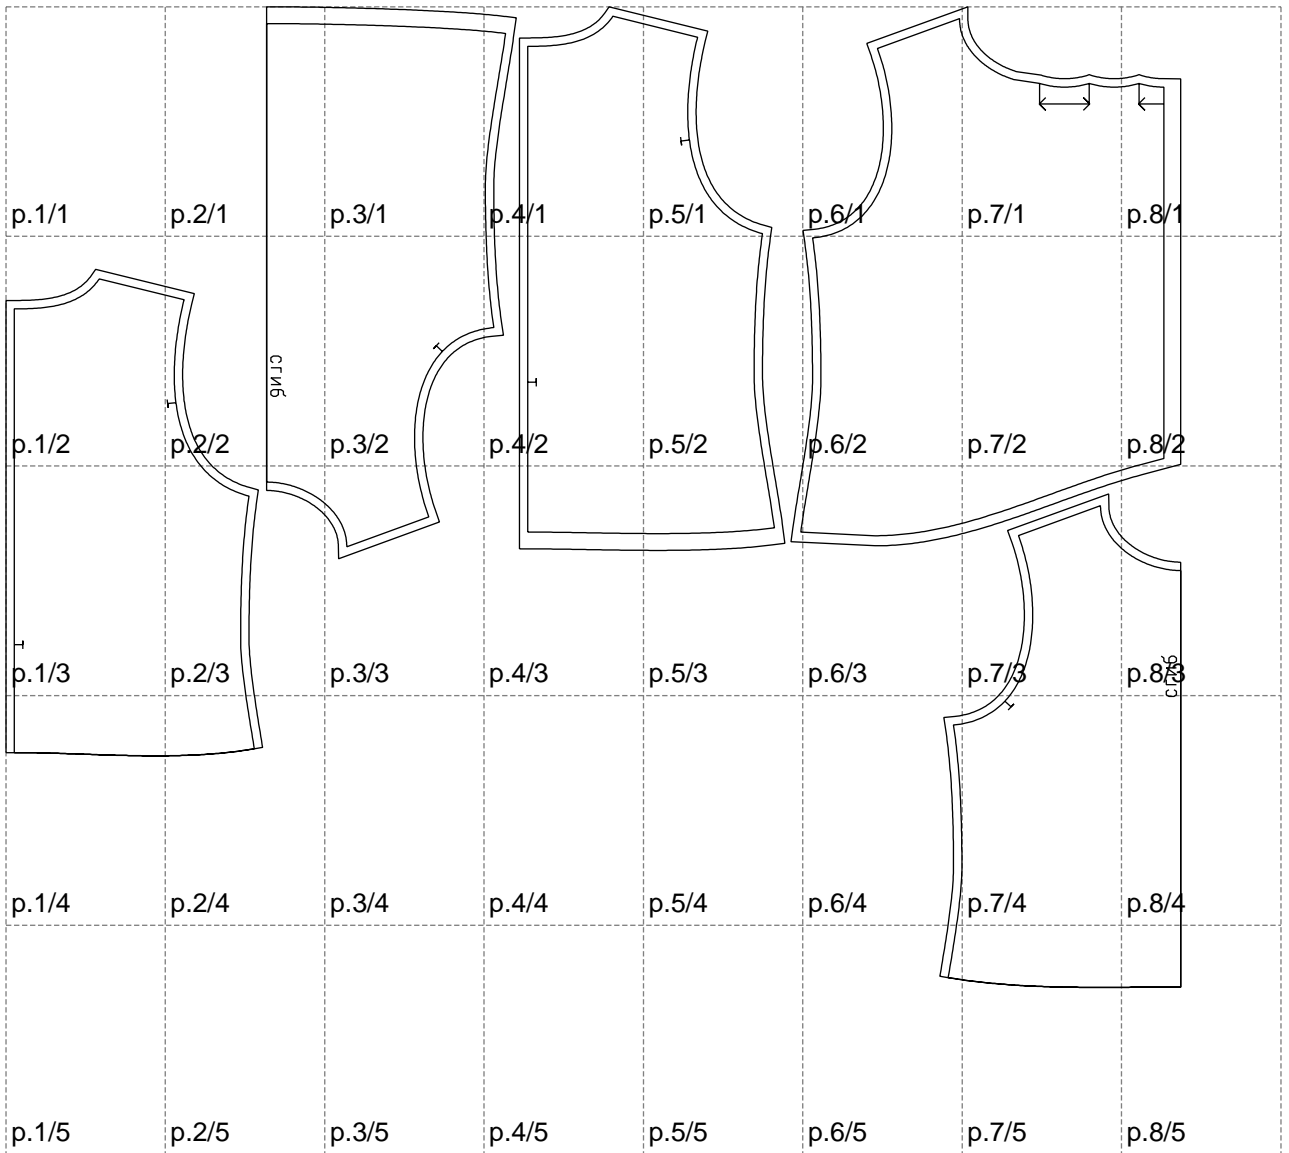 p.1/1 p.2/1 p.3/1 p.4/1 p.5/1 p.6/1 p.7/1 p.8/1
сгиб
p.1/2 p.2/2 p.3/2 p.4/2 p.5/2 p.6/2 p.7/2 p.8/2
p.1/3 p.2/3 p.3/3 p.4/3 p.5/3 p.6/3 p.7/3 p.8/3
сгиб
p.1/4 p.2/4 p.3/4 p.4/4 p.5/4 p.6/4 p.7/4 p.8/4
p.1/5 p.2/5 p.3/5 p.4/5 p.5/5 p.6/5 p.7/5 p.8/5